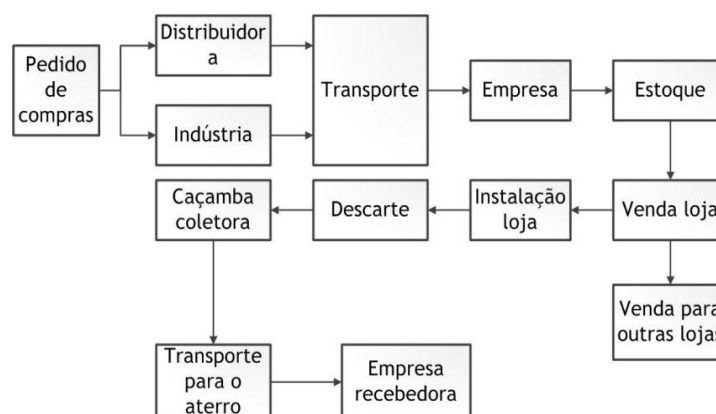 Distribuidor
a
Pedido
de
compras
Transporte
Empresa
Estoque
Indústria
Caçamba
coletora
Descarte
Instalação
loja
Venda loja
Venda para
outras lojas
Transporte
para o
aterro
Empresa
recebedora